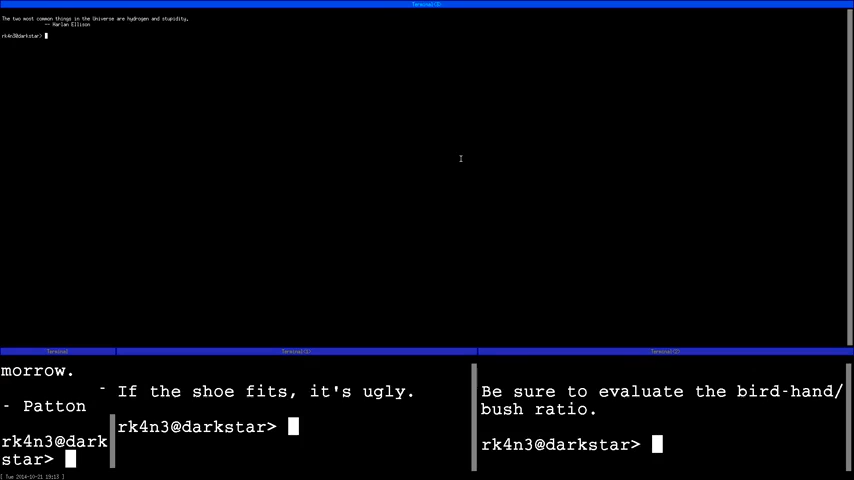 Terminal(3)
The two most common things in the Universe are hydrogen and stupidity.
-- Harlan Ellison
rk4n3@darkstar>
Terminal
Terminal(1)
Terminal(2)
morrow.
-
- Patton
rk4n3@dark
star>
If the shoe fits, it's ugly.
rk4n3@darkstar>
Be sure to evaluate the bird-hand/
bush ratio.
rk4n3@darkstar>
[ Tue 2014-10-21 19:13 ]